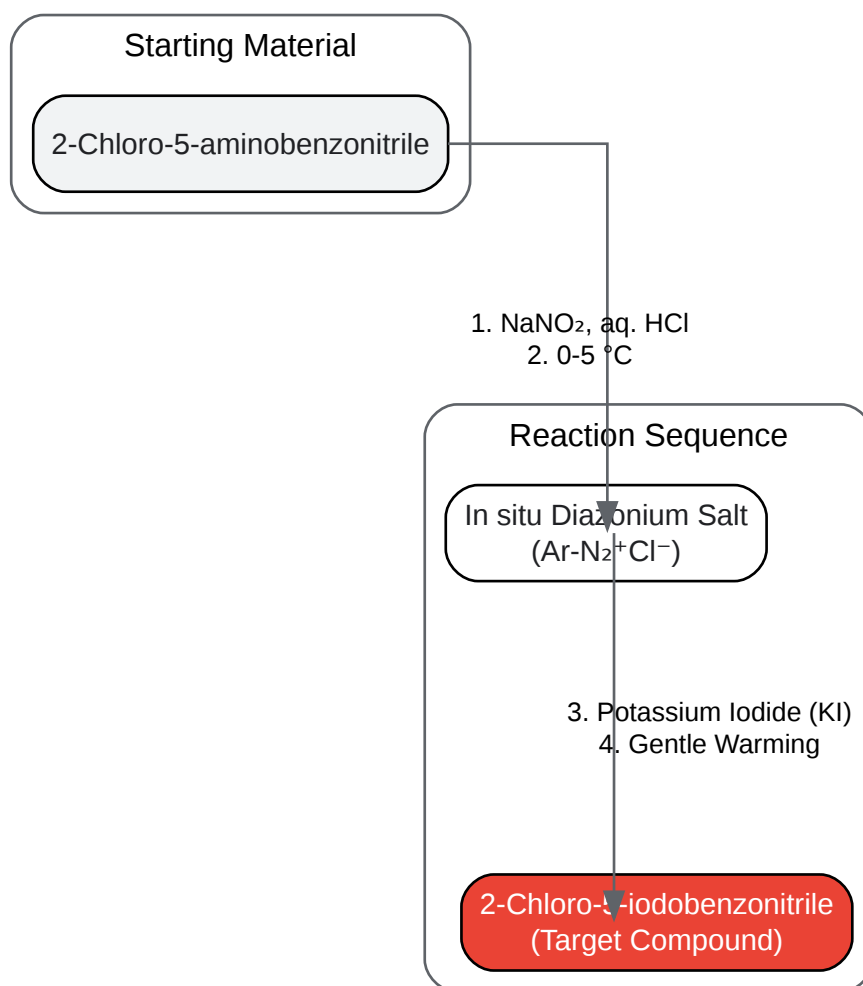 Starting Material
2-Chloro-5-aminobenzonitrile
1. NaNO₂, aq. HCl
2. 0-5 °C
Reaction Sequence
In situ Diazonium Salt
(Ar-N₂⁺Cl⁻)
3. Potassium Iodide (KI)
4. Gentle Warming
2-Chloro-5-iodobenzonitrile
(Target Compound)